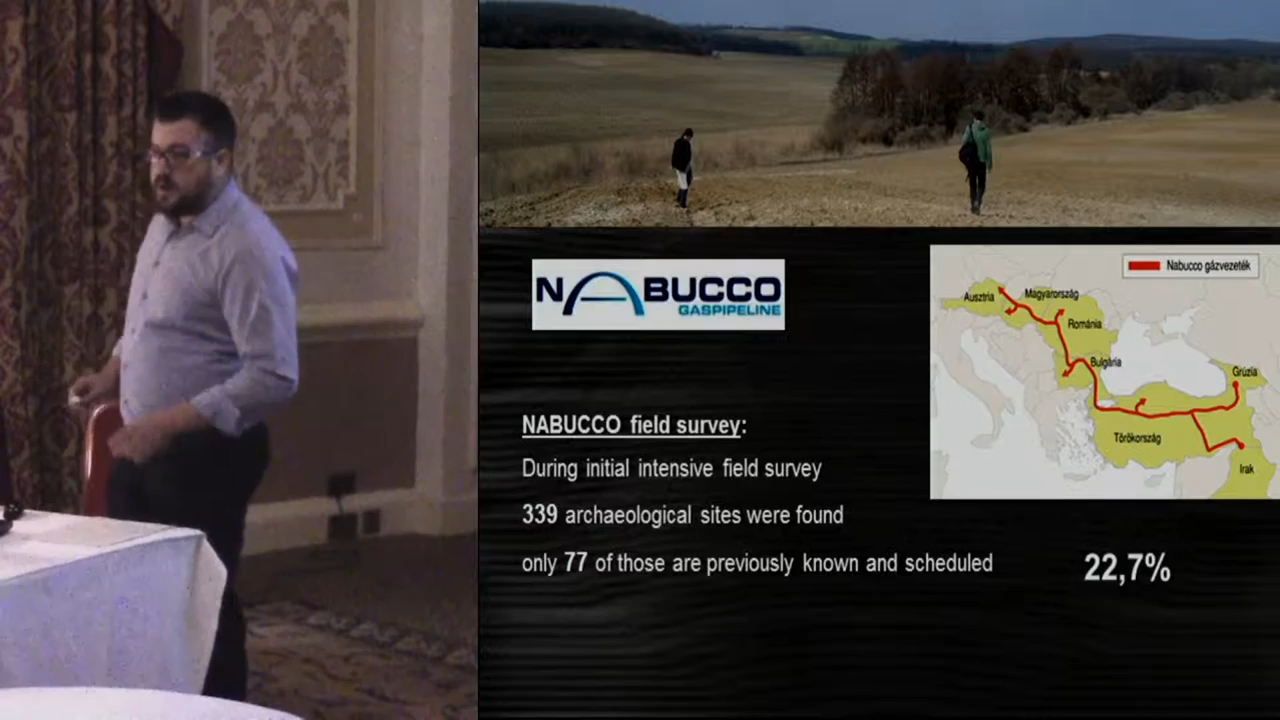 NABUCCO
GASPIPELINE
Nabucco gázvezeték
Ausztria
Magyarország
Románia
Bulgária
Grúzia
Törökország
Irak
NABUCCO field survey:
During initial intensive field survey
339 archaeological sites were found
only 77 of those are previously known and scheduled
22,7%